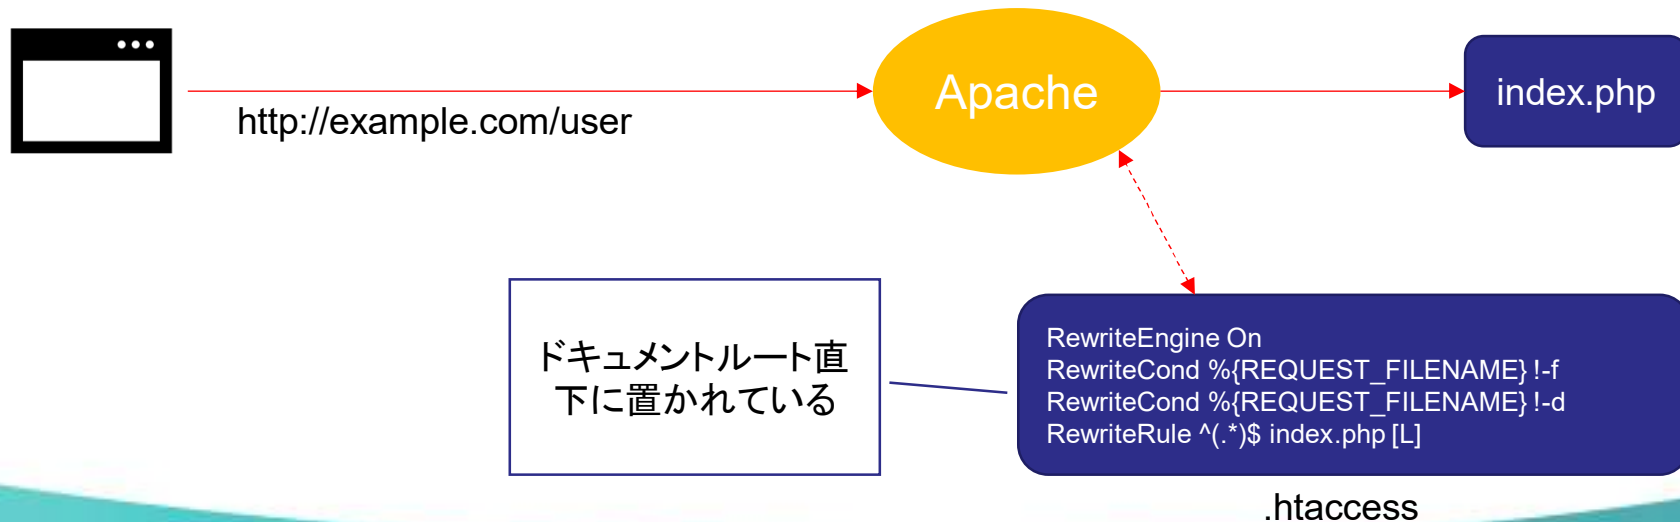 http://example.com/user
Apache
index.php
ドキュメントルート直
下に置かれている
RewriteEngine On
RewriteCond %{REQUEST_FILENAME} !-f
RewriteCond %{REQUEST_FILENAME} !-d
RewriteRule ^(.*)$ index.php [L]
.htaccess